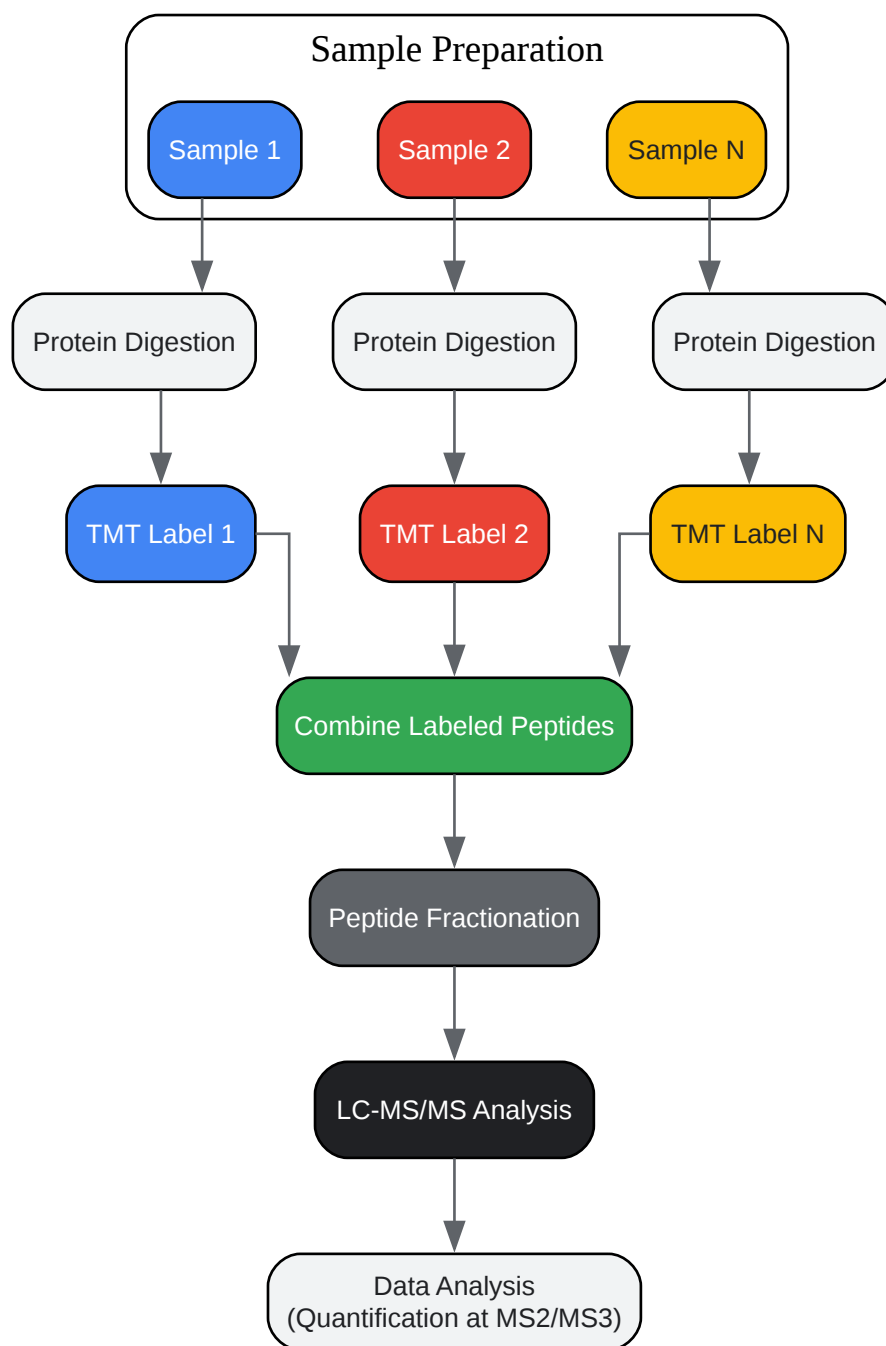 Sample Preparation
Sample 1
Sample 2
Sample N
Protein Digestion
Protein Digestion
Protein Digestion
TMT Label 1
TMT Label 2
TMT Label N
Combine Labeled Peptides
Peptide Fractionation
LC-MS/MS Analysis
Data Analysis
(Quantification at MS2/MS3)